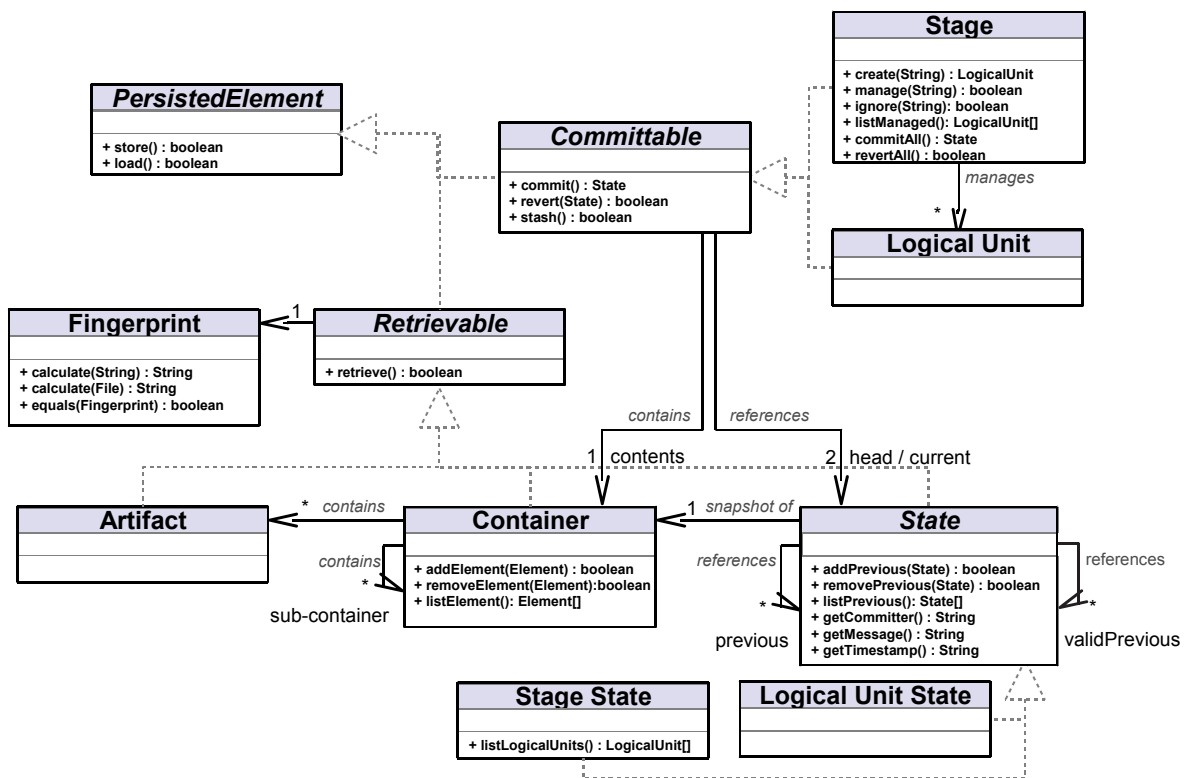 Stage
+ create(String) : LogicalUnit
+ manage(String) : boolean
+ ignore(String): boolean
+ listManaged(): LogicalUnit[]
+ commitAll() : State
+ revertAll() : boolean
PersistedElement
+ store() : boolean
+ load() : boolean
Committable
+ commit() : State
+ revert(State) : boolean
+ stash() : boolean
manages
*
Logical Unit
Fingerprint
+ calculate(String) : String
+ calculate(File) : String
+ equals(Fingerprint) : boolean
1
Retrievable
+ retrieve() : boolean
contains
references
1 contents
2 head / current
Artifact
* contains
Container
+ addElement(Element) : boolean
+ removeElement(Element):boolean
+ listElement(): Element[]
contains
*
sub-container
1 snapshot of
State
+ addPrevious(State) : boolean
+ removePrevious(State) : boolean
+ listPrevious(): State[]
+ getCommitter() : String
+ getMessage() : String
+ getTimestamp() : String
references
*
previous
references
*
validPrevious
Stage State
+ listLogicalUnits() : LogicalUnit[]
Logical Unit State